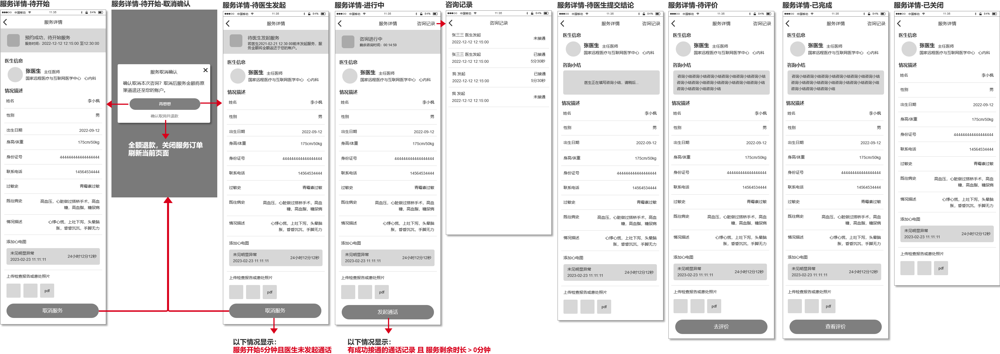 服务详情-待开始
中国移动 11:35 84%
服务详情
预约成功，待开始服务
服务时间：2022-12-12 12:15:00 至12:30:00
医生信息
张医生 主任医师
国家远程医疗与互联网医学中心 心内科
情况描述
姓名 李小枫
性别 男
出生日期 2022-09-12
身高/体重 175cm/50kg
身份证号 444444444444444444
联系电话 14564534444
过敏史 青霉素过敏
既往病史 高血压，心脏做过搭桥手术，高血
糖，高血脂，糖尿病
情况描述 心悸心慌，上吐下泻，头晕脑
胀，昏昏沉沉，手脚无力
添加心电图
未见明显异常
2023-02-23 11:11:11 24小时12分12秒
上传检查报告或患处照片
pdf
取消服务
服务详情-待开始-取消确认
服务取消确认
确认取消本次咨询？取消后服务金额将原
渠道退还至您的账户。
再想想
确认取消并退款
全额退款，关闭服务订单
刷新当前页面
服务详情-待医生发起
中国移动 11:35 84%
服务详情
待医生发起服务
若医生2021-02-21 12:30:00前未发起服务，服
务金额将全额返还于您的帐户。
医生信息
张医生 主任医师
国家远程医疗与互联网医学中心 心内科
情况描述
姓名 李小枫
性别 男
出生日期 2022-09-12
身高/体重 175cm/50kg
身份证号 444444444444444444
联系电话 14564534444
过敏史 青霉素过敏
既往病史 高血压，心脏做过搭桥手术，高血
糖，高血脂，糖尿病
情况描述 心悸心慌，上吐下泻，头晕脑
胀，昏昏沉沉，手脚无力
添加心电图
未见明显异常
2023-02-23 11:11:11 24小时12分12秒
上传检查报告或患处照片
pdf
取消服务
以下情况显示：
服务开始5分钟且医生未发起通话
服务详情-进行中
中国移动 11:35 84%
服务详情 咨询记录
咨询进行中
剩余咨询时间：00:14:59
医生信息
张医生 主任医师
国家远程医疗与互联网医学中心 心内科
情况描述
姓名 李小枫
性别 男
出生日期 2022-09-12
身高/体重 175cm/50kg
身份证号 444444444444444444
联系电话 14564534444
过敏史 青霉素过敏
既往病史 高血压，心脏做过搭桥手术，高血
糖，高血脂，糖尿病
情况描述 心悸心慌，上吐下泻，头晕脑
胀，昏昏沉沉，手脚无力
添加心电图
未见明显异常
2023-02-23 11:11:11 24小时12分12秒
上传检查报告或患处照片
pdf
发起通话
以下情况显示：
有成功接通的通话记录 且 服务剩余时长 > 0分钟
咨询记录
中国移动 11:35 84%
咨询记录
张三三 医生发起
2022-12-12 12:15:00 未接通
张三三 医生发起 已接通
2022-12-12 12:15:00 5分30秒
我 发起 已接通
2022-12-12 12:15:00 5分30秒
我 发起
2022-12-12 12:15:00 未接通
服务详情-待医生提交结论
中国移动 11:35 84%
服务详情 咨询记录
医生信息
张医生 主任医师
国家远程医疗与互联网医学中心 心内科
咨询小结
医生正在填写咨询小结，请稍后...
情况描述
姓名 李小枫
性别 男
出生日期 2022-09-12
身高/体重 175cm/50kg
身份证号 444444444444444444
联系电话 14564534444
过敏史 青霉素过敏
既往病史 高血压，心脏做过搭桥手术，高血
糖，高血脂，糖尿病
情况描述 心悸心慌，上吐下泻，头晕脑
胀，昏昏沉沉，手脚无力
添加心电图
未见明显异常
2023-02-23 11:11:11 24小时12分12秒
上传检查报告或患处照片
pdf
服务详情-待评价
中国移动 11:35 84%
服务详情 咨询记录
医生信息
张医生 主任医师
国家远程医疗与互联网医学中心 心内科
咨询小结
咨询小结咨询小结咨询小结咨询小结咨询小结咨询小结
咨询小结咨询小结咨询小结咨询小结咨询小结咨询小结
咨询小结咨询小结咨询小结
情况描述
姓名 李小枫
性别 男
出生日期 2022-09-12
身高/体重 175cm/50kg
身份证号 444444444444444444
联系电话 14564534444
过敏史 青霉素过敏
既往病史 高血压，心脏做过搭桥手术，高血
糖，高血脂，糖尿病
情况描述 心悸心慌，上吐下泻，头晕脑
胀，昏昏沉沉，手脚无力
添加心电图
未见明显异常
2023-02-23 11:11:11 24小时12分12秒
上传检查报告或患处照片
pdf
去评价
服务详情-已完成
中国移动 11:35 84%
服务详情 咨询记录
医生信息
张医生 主任医师
国家远程医疗与互联网医学中心 心内科
咨询小结
咨询小结咨询小结咨询小结咨询小结咨询小结咨询小结
咨询小结咨询小结咨询小结咨询小结咨询小结咨询小结
咨询小结咨询小结咨询小结
情况描述
姓名 李小枫
性别 男
出生日期 2022-09-12
身高/体重 175cm/50kg
身份证号 444444444444444444
联系电话 14564534444
过敏史 青霉素过敏
既往病史 高血压，心脏做过搭桥手术，高血
糖，高血脂，糖尿病
情况描述 心悸心慌，上吐下泻，头晕脑
胀，昏昏沉沉，手脚无力
添加心电图
未见明显异常
2023-02-23 11:11:11 24小时12分12秒
上传检查报告或患处照片
pdf
查看评价
服务详情-已关闭
中国移动 11:35 84%
服务详情
医生信息
张医生 主任医师
国家远程医疗与互联网医学中心 心内科
情况描述
姓名 李小枫
性别 男
出生日期 2022-09-12
身高/体重 175cm/50kg
身份证号 444444444444444444
联系电话 14564534444
过敏史 青霉素过敏
既往病史 高血压，心脏做过搭桥手术，高血
糖，高血脂，糖尿病
情况描述 心悸心慌，上吐下泻，头晕脑
胀，昏昏沉沉，手脚无力
添加心电图
未见明显异常
2023-02-23 11:11:11 24小时12分12秒
上传检查报告或患处照片
pdf